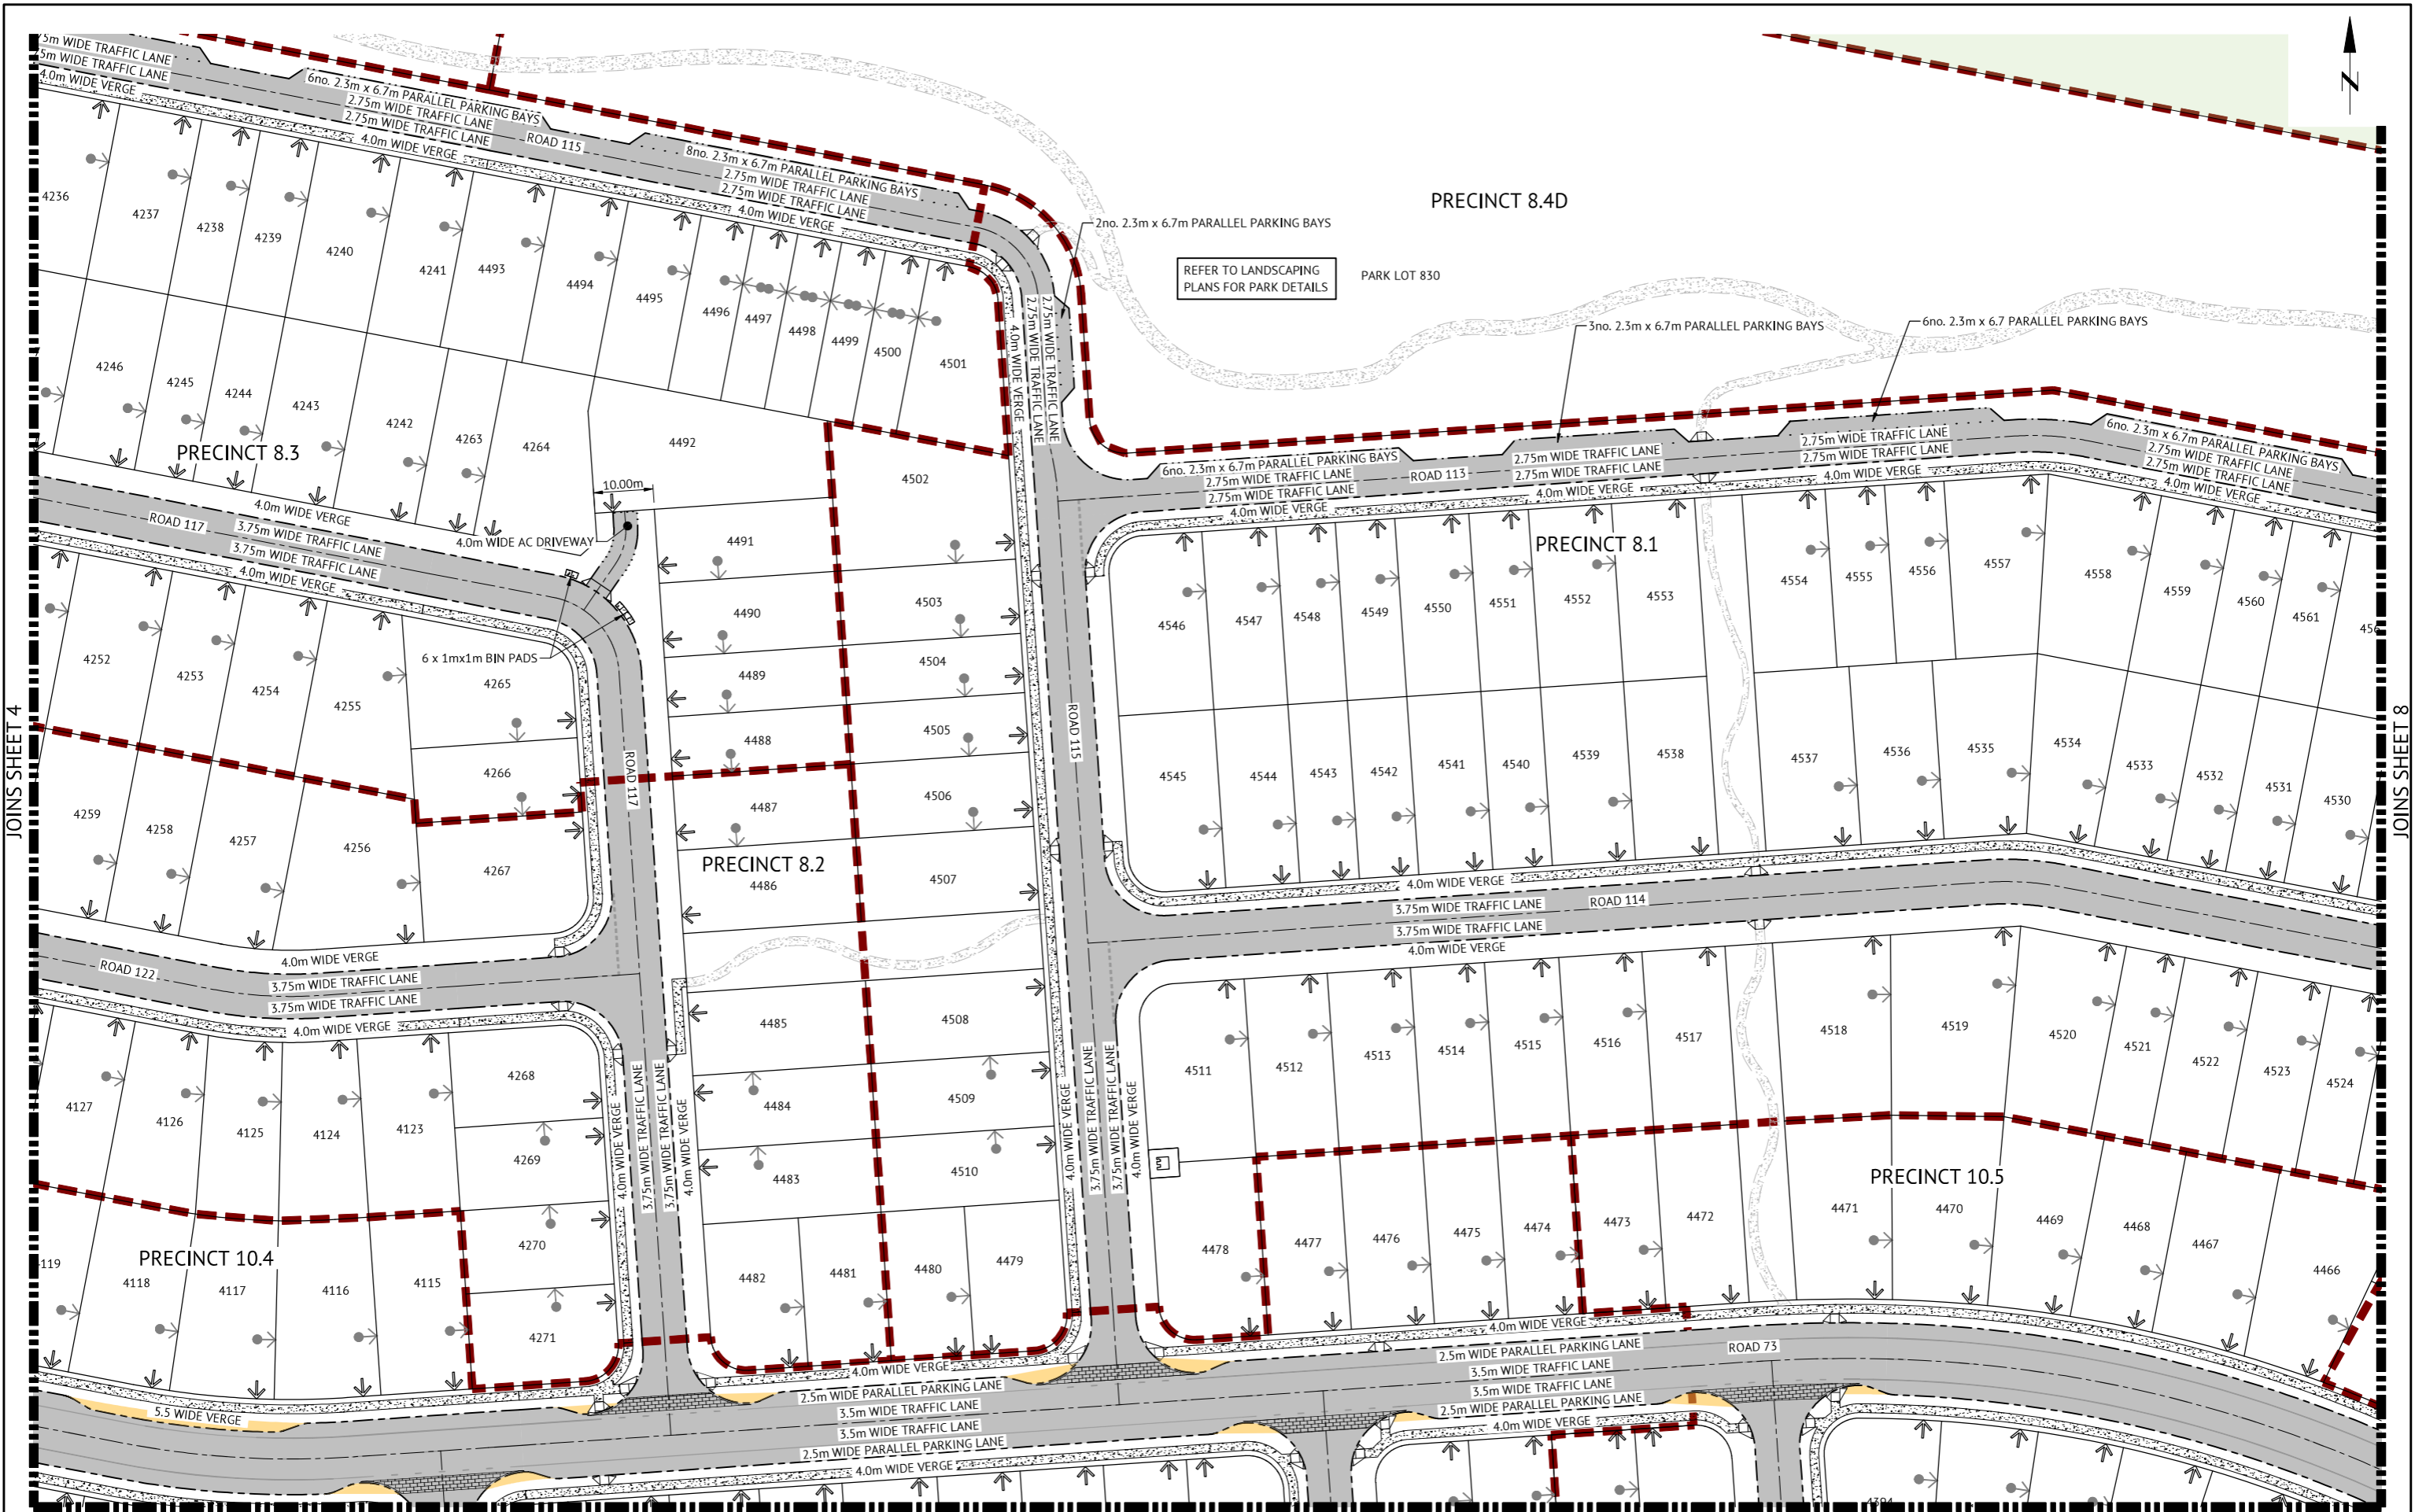 5m WIDE TRAFFIC LANE
5m WIDE TRAFFIC LANE
4.0m WIDE VERGE
6no. 2.3m x 6.7m PARALLEL PARKING BAYS
2.75m WIDE TRAFFIC LANE
2.75m WIDE TRAFFIC LANE
ROAD 115
4.0m WIDE VERGE
8no. 2.3m x 6.7m PARALLEL PARKING BAYS
2.75m WIDE TRAFFIC LANE
2.75m WIDE TRAFFIC LANE
4.0m WIDE VERGE
N
PRECINCT 8.4D
2no. 2.3m x 6.7m PARALLEL PARKING BAYS
REFER TO LANDSCAPING
PLANS FOR PARK DETAILS
PARK LOT 830
3no. 2.3m x 6.7m PARALLEL PARKING BAYS
6no. 2.3m x 6.7 PARALLEL PARKING BAYS
4236
4237
4238
4239
4240
4241
4493
4494
4495
4496
4497
4498
4499
4500
4501
2.75m WIDE TRAFFIC LANE
2.75m WIDE TRAFFIC LANE
4.0m WIDE VERGE
2.75m WIDE TRAFFIC LANE
2.75m WIDE TRAFFIC LANE
4246
4245
4244
4243
4242
4263
4264
4492
4502
PRECINCT 8.3
10.00m
6no. 2.3m x 6.7m PARALLEL PARKING BAYS
2.75m WIDE TRAFFIC LANE
2.75m WIDE TRAFFIC LANE
4.0m WIDE VERGE
ROAD 113
2.75m WIDE TRAFFIC LANE
2.75m WIDE TRAFFIC LANE
4.0m WIDE VERGE
2.75m WIDE TRAFFIC LANE
2.75m WIDE TRAFFIC LANE
4.0m WIDE VERGE
6no. 2.3m x 6.7m PARALLEL PARKING BAYS
2.75m WIDE TRAFFIC LANE
2.75m WIDE TRAFFIC LANE
4.0m WIDE VERGE
4.0m WIDE VERGE
ROAD 117
3.75m WIDE TRAFFIC LANE
3.75m WIDE TRAFFIC LANE
4.0m WIDE VERGE
4.0m WIDE AC DRIVEWAY
6 x 1mx1m BIN PADS
PRECINCT 8.1
4491
4490
4489
4488
4487
4486
4503
4504
4505
4506
4507
4546
4547
4548
4549
4550
4551
4552
4553
4554
4555
4556
4557
4558
4559
4560
4561
456
4252
4253
4254
4255
4265
4266
4267
ROAD 117
ROAD 115
JOINS SHEET 4
JOINS SHEET 8
4259
4258
4257
4256
PRECINCT 8.2
4545
4544
4543
4542
4541
4540
4539
4538
4537
4536
4535
4534
4533
4532
4531
4530
4.0m WIDE VERGE
3.75m WIDE TRAFFIC LANE
ROAD 114
3.75m WIDE TRAFFIC LANE
4.0m WIDE VERGE
ROAD 122
4.0m WIDE VERGE
3.75m WIDE TRAFFIC LANE
3.75m WIDE TRAFFIC LANE
4.0m WIDE VERGE
4485
4484
4483
4508
4509
4510
4127
4126
4125
4124
4123
4268
4269
4270
4271
4.0m WIDE VERGE
3.75m WIDE TRAFFIC LANE
3.75m WIDE TRAFFIC LANE
4.0m WIDE VERGE
4.0m WIDE VERGE
3.75m WIDE TRAFFIC LANE
3.75m WIDE TRAFFIC LANE
4.0m WIDE VERGE
4511
4512
4513
4514
4515
4516
4517
4518
4519
4520
4521
4522
4523
4524
PRECINCT 10.5
PRECINCT 10.4
119
4118
4117
4116
4115
4482
4481
4480
4479
4478
4477
4476
4475
4474
4473
4472
4471
4470
4469
4468
4467
4466
4.0m WIDE VERGE
2.5m WIDE PARALLEL PARKING LANE
ROAD 73
3.5m WIDE TRAFFIC LANE
3.5m WIDE TRAFFIC LANE
2.5m WIDE PARALLEL PARKING LANE
4.0m WIDE VERGE
5.5 WIDE VERGE
4.0m WIDE VERGE
2.5m WIDE PARALLEL PARKING LANE
3.5m WIDE TRAFFIC LANE
3.5m WIDE TRAFFIC LANE
2.5m WIDE PARALLEL PARKING LANE
4.0m WIDE VERGE